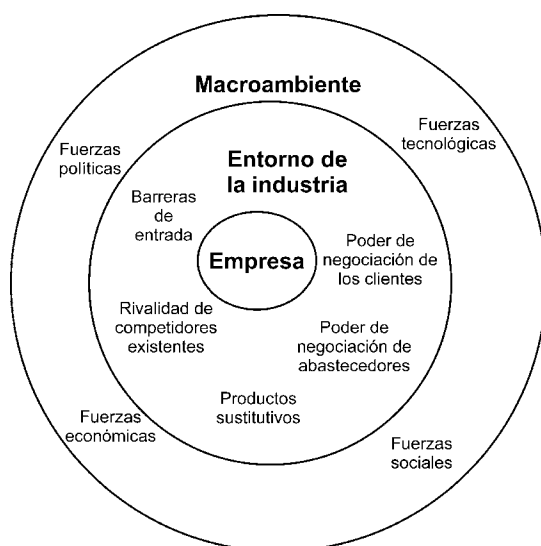 Macroambiente
Fuerzas
políticas
Fuerzas
tecnológicas
Entorno de
la industria
Barreras
de
entrada
Empresa
Poder de
negociación de
los clientes
Rivalidad de
competidores
existentes
Poder de
negociación de
abastecedores
Productos
sustitutivos
Fuerzas
económicas
Fuerzas
sociales